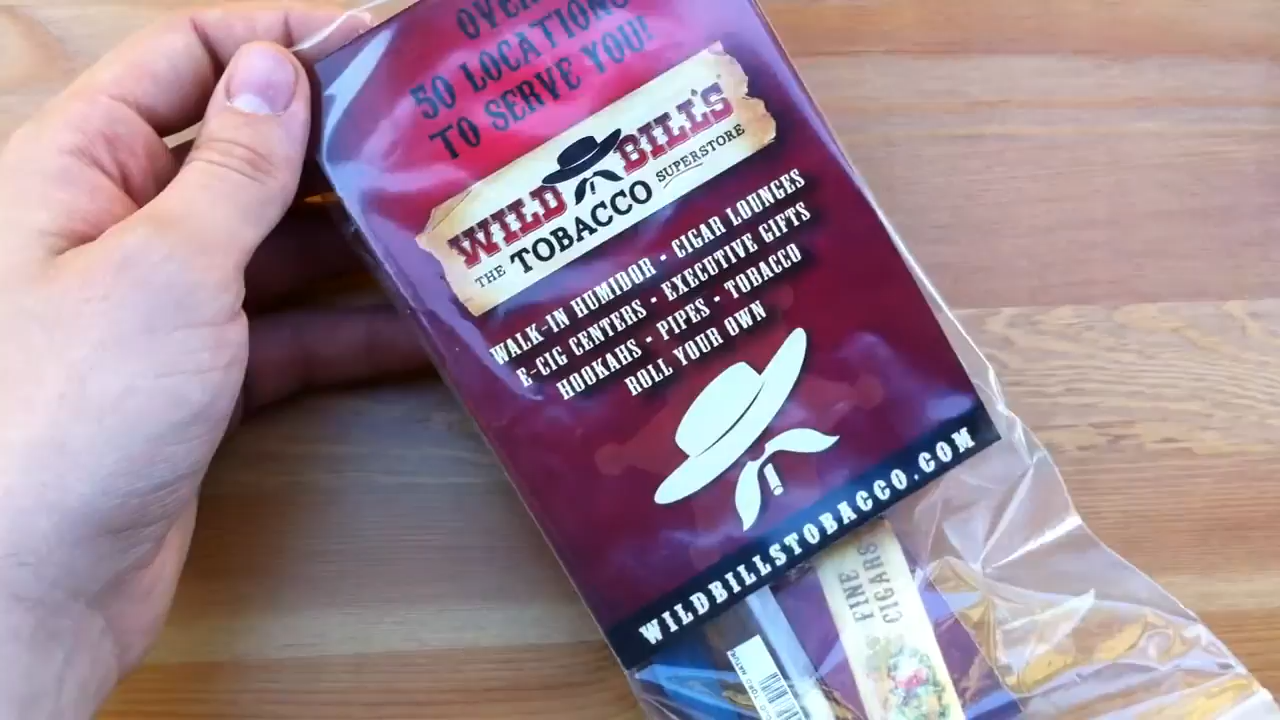 OVER
50 LOCATIONS
TO SERVE YOU!
WILD BILL'S
THE TOBACCO SUPERSTORE
WALK-IN HUMIDOR - CIGAR LOUNGES
E-CIG CENTERS - EXECUTIVE GIFTS
HOOKAHS - PIPES - TOBACCO
ROLL YOUR OWN
WILDBILLSTOBACCO.COM
FINE
CIGARS